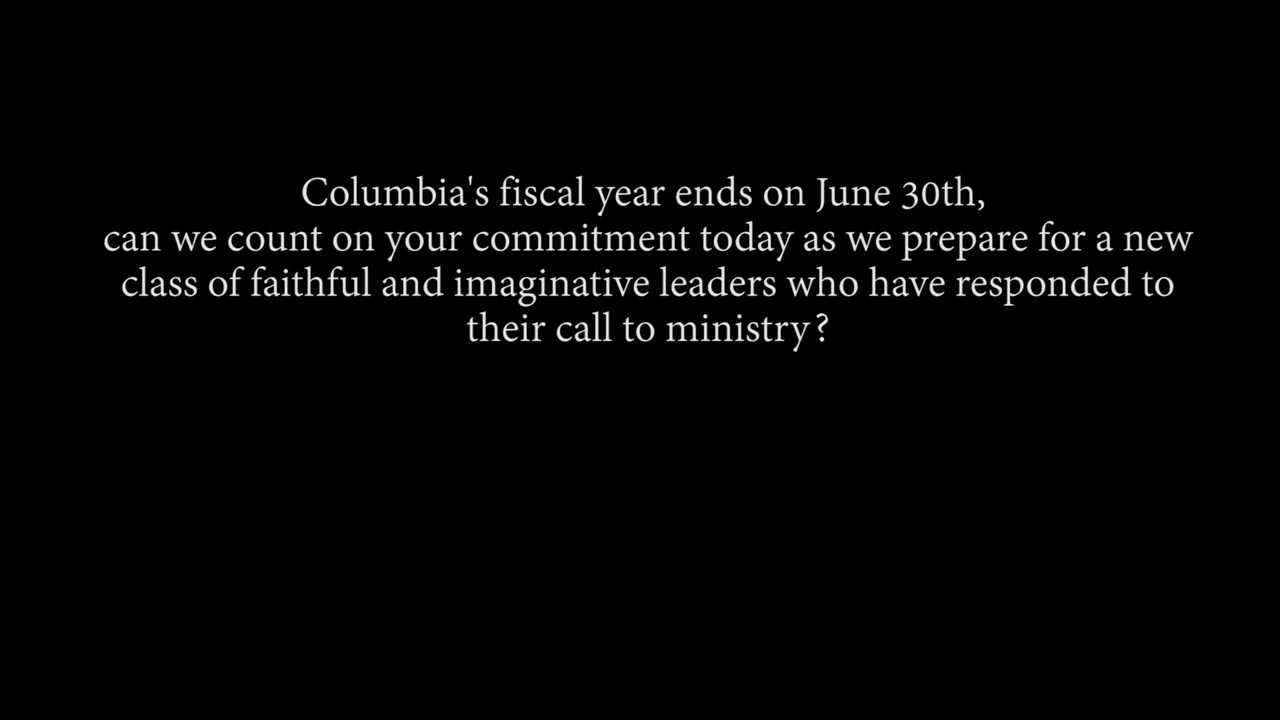 Columbia's fiscal year ends on June 30th,
can we count on your commitment today as we prepare for a new
class of faithful and imaginative leaders who have responded to
their call to ministry?